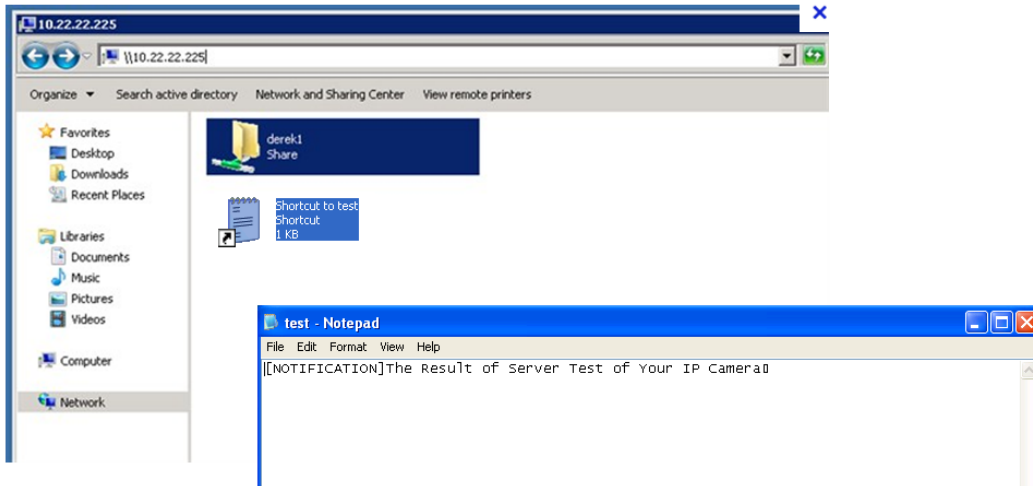 10.22.22.225
\\10.22.22.225
Organize Search active directory Network and Sharing Center View remote printers
Favorites
Desktop
Downloads
Recent Places
Libraries
Documents
Music
Pictures
Videos
Computer
Network
derek1
Share
Shortcut to test
Shortcut
1 KB
test - Notepad
File Edit Format View Help
[NOTIFICATION]The Result of Server Test of Your IP Camera▯